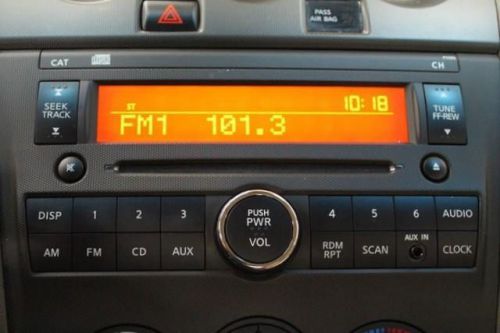 PASS
AIR BAG
CAT CH
SEEK
TRACK
ST 10:18
FM1 101.3
TUNE
FF-REW
DISP 1 2 3
PUSH
PWR
VOL
4 5 6 AUDIO
AM FM CD AUX
RDM
RPT
SCAN
AUX IN
CLOCK